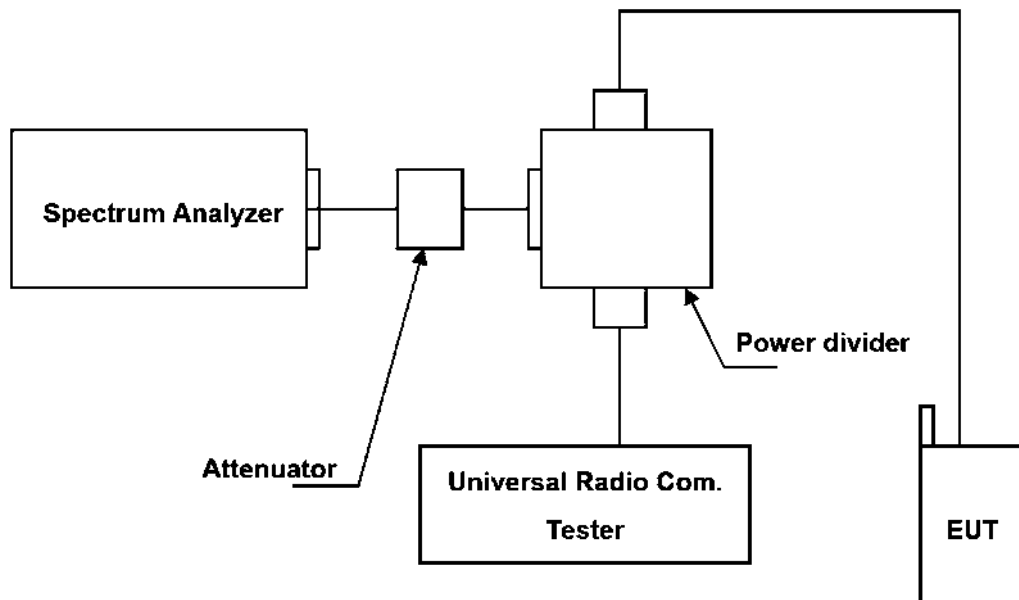 Spectrum Analyzer
Power divider
Attenuator
Universal Radio Com.
Tester
EUT